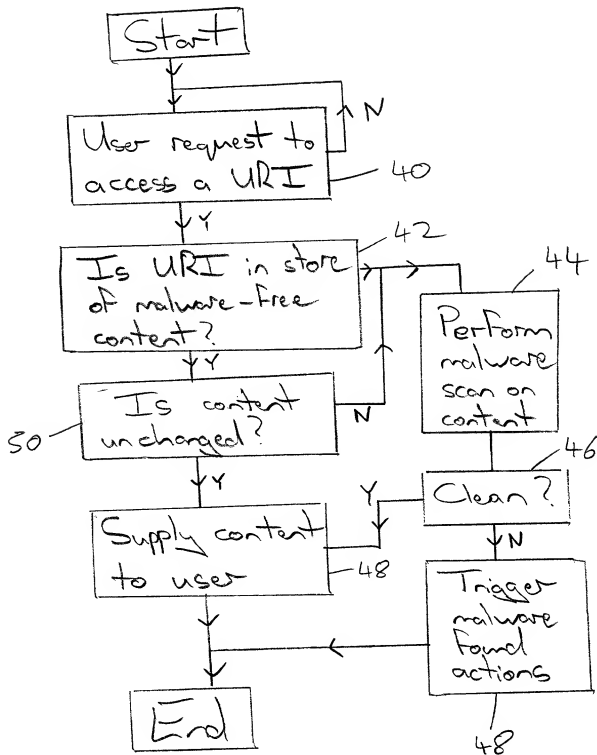 Start
N
User request to
access a URI
40
Y
42
Is URI in store
of malware-free
content?
44
Perform
malware
scan on
content
Y
Is content
unchanged?
N
50
46
Clean?
Y
Y
N
Supply content
to user
48
Trigger
malware
found
actions
48
End